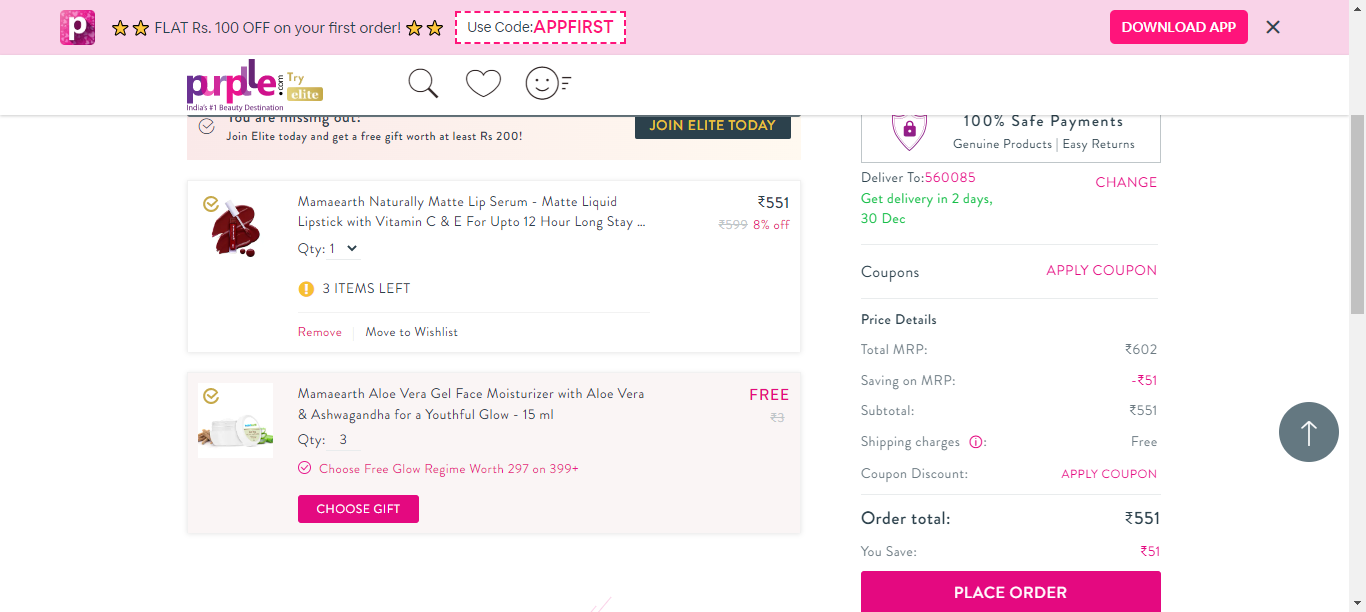 FLAT Rs. 100 OFF on your first order!
Use Code:APPFIRST
DOWNLOAD APP
purplle.com
Try elite
India's #1 Beauty Destination
You are missing out!
Join Elite today and get a free gift worth at least Rs 200!
JOIN ELITE TODAY
Mamaearth Naturally Matte Lip Serum - Matte Liquid
Lipstick with Vitamin C & E For Upto 12 Hour Long Stay ...
₹551
₹599 8% off
Qty: 1
3 ITEMS LEFT
Remove
Move to Wishlist
Mamaearth Aloe Vera Gel Face Moisturizer with Aloe Vera
& Ashwagandha for a Youthful Glow - 15 ml
FREE
₹3
Qty: 3
Choose Free Glow Regime Worth 297 on 399+
CHOOSE GIFT
100% Safe Payments
Genuine Products | Easy Returns
Deliver To:560085
CHANGE
Get delivery in 2 days,
30 Dec
Coupons APPLY COUPON
Price Details
Total MRP: ₹602
Saving on MRP: -₹51
Subtotal: ₹551
Shipping charges : Free
Coupon Discount: APPLY COUPON
Order total: ₹551
You Save: ₹51
PLACE ORDER